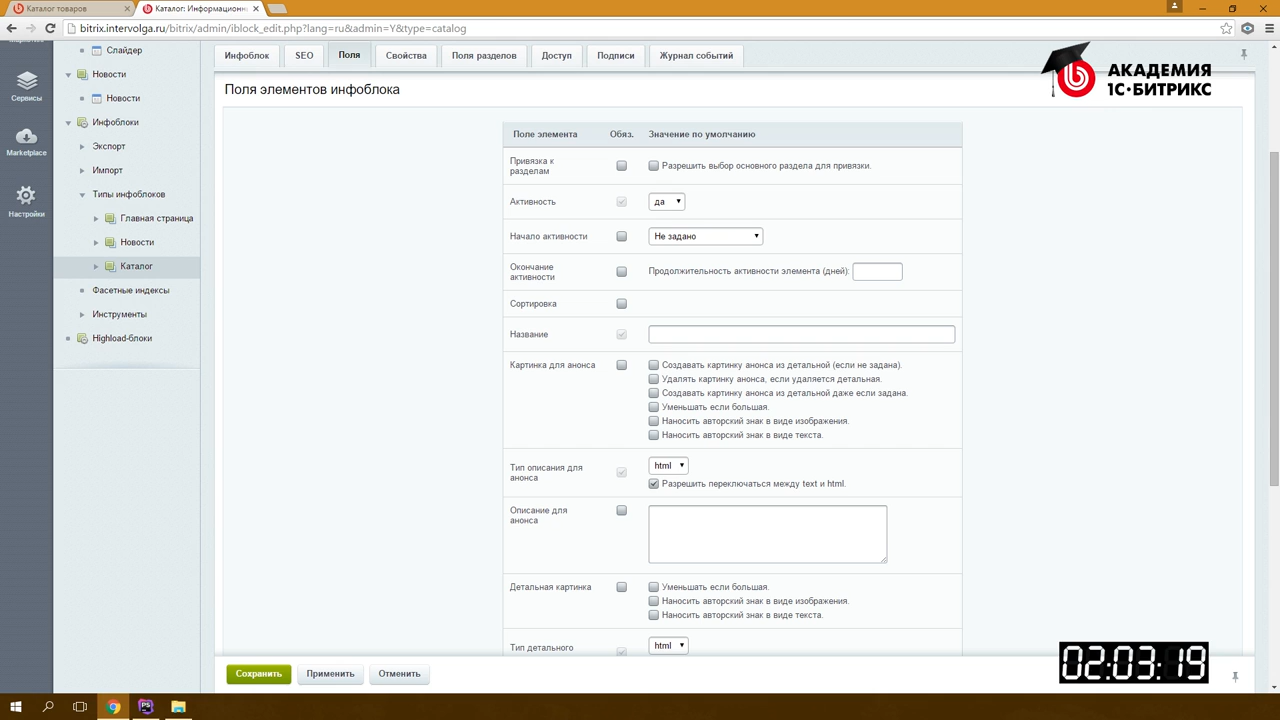 Каталог товаров
Каталог: Информационн
bitrix.intervolga.ru/bitrix/admin/iblock_edit.php?lang=ru&admin=Y&type=catalog
Сервисы
Marketplace
Настройки
Слайдер
Новости
Новости
Инфоблоки
Экспорт
Импорт
Типы инфоблоков
Главная страница
Новости
Каталог
Фасетные индексы
Инструменты
Highload-блоки
Инфоблок
SEO
Поля
Свойства
Поля разделов
Доступ
Подписи
Журнал событий
АКАДЕМИЯ
1С·БИТРИКС
Поля элементов инфоблока
Поле элемента Обяз. Значение по умолчанию
Привязка к
разделам
Разрешить выбор основного раздела для привязки.
Активность
да
Начало активности
Не задано
Окончание
активности
Продолжительность активности элемента (дней):
Сортировка
Название
Картинка для анонса
Создавать картинку анонса из детальной (если не задана).
Удалять картинку анонса, если удаляется детальная.
Создавать картинку анонса из детальной даже если задана.
Уменьшать если большая.
Наносить авторский знак в виде изображения.
Наносить авторский знак в виде текста.
Тип описания для
анонса
html
Разрешить переключаться между text и html.
Описание для
анонса
Детальная картинка
Уменьшать если большая.
Наносить авторский знак в виде изображения.
Наносить авторский знак в виде текста.
Тип детального
html
Сохранить
Применить
Отменить
02:03:19
PS